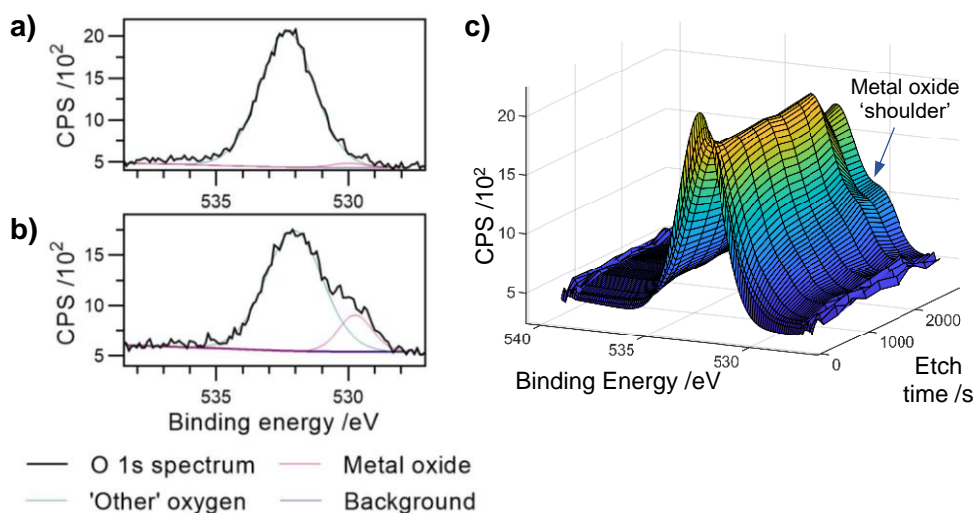 a)
CPS /10²
20
15
10
5
535
530
b)
CPS /10²
15
10
5
535
530
Binding energy /eV
O 1s spectrum
Metal oxide
'Other' oxygen
Background
c)
Metal oxide
‘shoulder’
CPS /10²
20
15
10
5
540
535
530
0
1000
2000
Binding Energy /eV
Etch
time /s